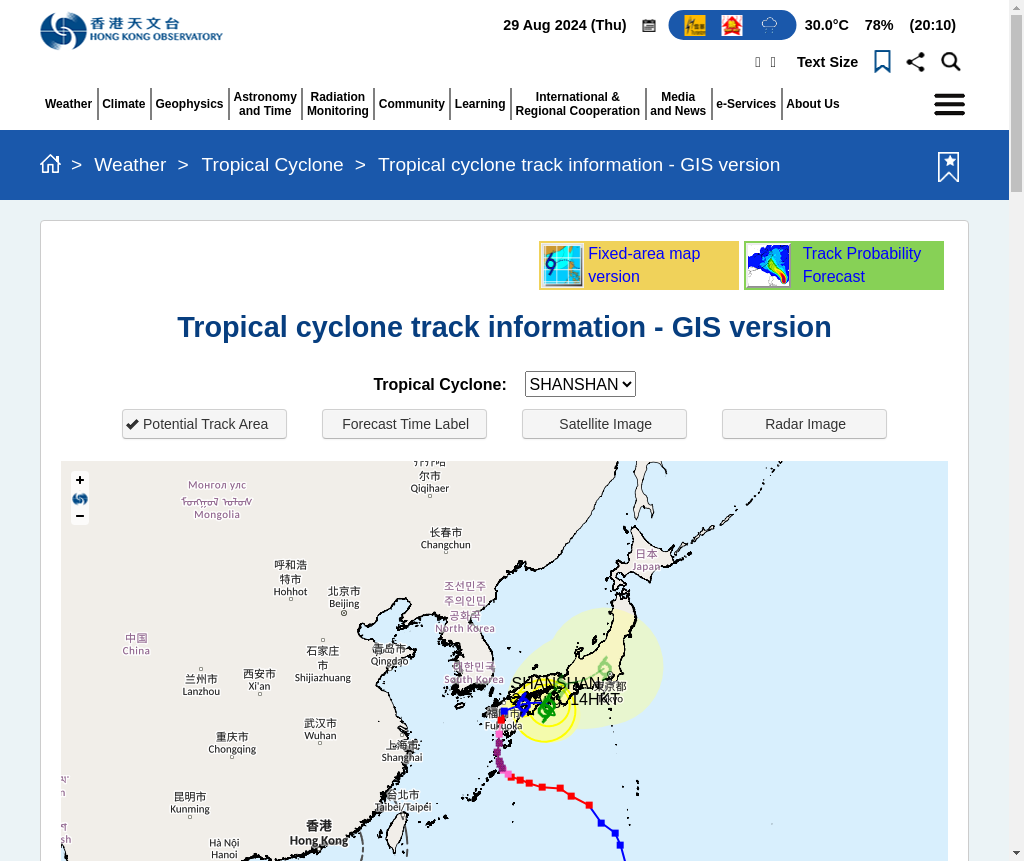 香港天文台
HONG KONG OBSERVATORY
29 Aug 2024 (Thu)
30.0°C 78% (20:10)
Text Size
Weather
Climate
Geophysics
Astronomy
and Time
Radiation
Monitoring
Community
Learning
International &
Regional Cooperation
Media
and News
e-Services
About Us
> Weather > Tropical Cyclone > Tropical cyclone track information - GIS version
Fixed-area map
version
Track Probability
Forecast
Tropical cyclone track information - GIS version
Tropical Cyclone: SHANSHAN
Potential Track Area
Forecast Time Label
Satellite Image
Radar Image
+
−
尔市
Qiqihaer
Монгол улс
Mongolia
长春市
Changchun
日本
Japan
呼和浩
特市
Hohhot
北京市
Beijing
조선민주
주의인민
공화국
North Korea
中国
China
石家庄
市
Shijiazhuang
青岛市
Qingdao
대한민국
South Korea
兰州市
Lanzhou
西安市
Xi'an
SHANSHAN
東京都
福岡市
Fukuoka
武汉市
Wuhan
重庆市
Chongqing
上海市
Shanghai
昆明市
Kunming
台北市
Taibei/Taipei
香港
Hong Kong
Hà Nội
Hanoi